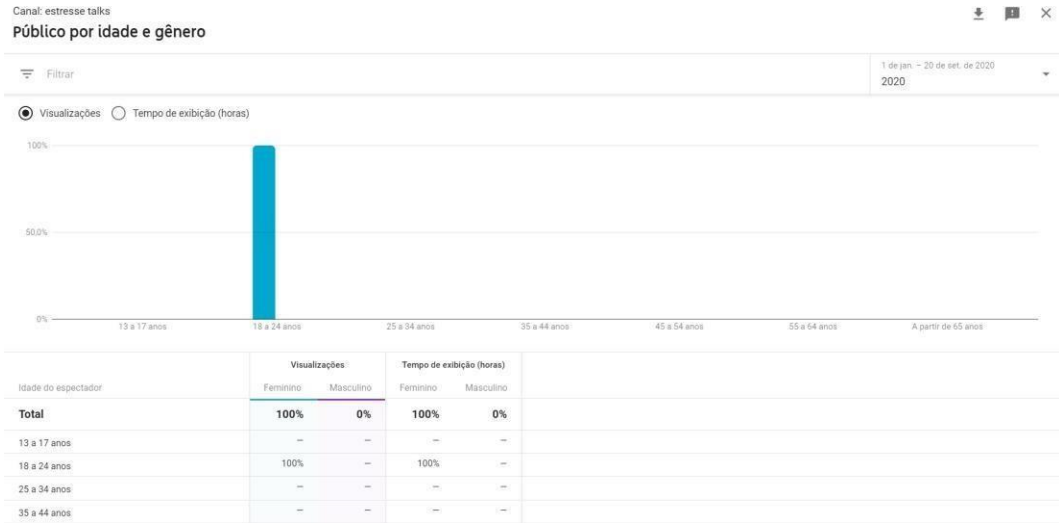 Canal: estresse talks
Público por idade e gênero
Filtrar
1 de jan. – 20 de set. de 2020
2020
Visualizações Tempo de exibição (horas)
100%
50,0%
0%
13 a 17 anos 18 a 24 anos 25 a 34 anos 35 a 44 anos 45 a 54 anos 55 a 64 anos A partir de 65 anos
Visualizações Tempo de exibição (horas)
Idade do espectador Feminino Masculino Feminino Masculino
Total 100% 0% 100% 0%
13 a 17 anos – – – –
18 a 24 anos 100% – 100% –
25 a 34 anos – – – –
35 a 44 anos – – – –